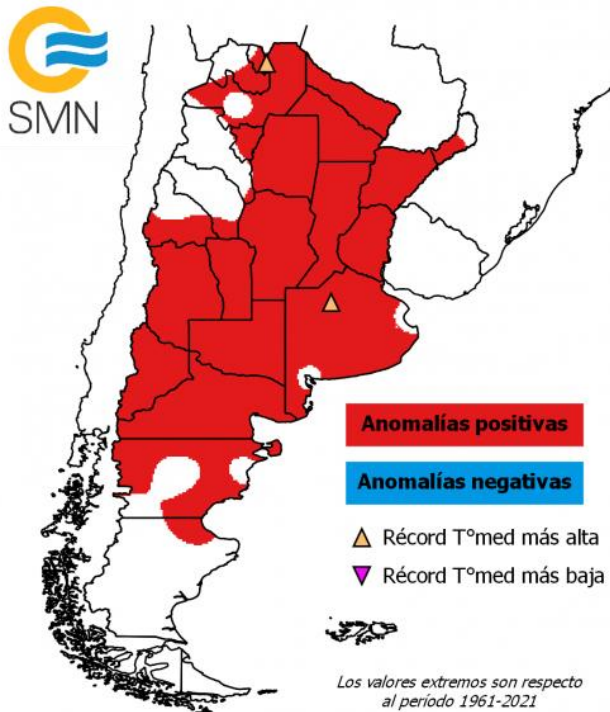 SMN
Anomalías positivas
Anomalías negativas
Récord T°med más alta
Récord T°med más baja
Los valores extremos son respecto
al período 1961-2021